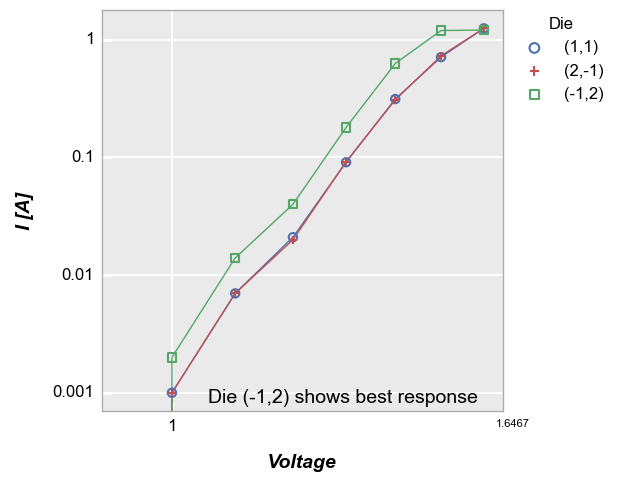 Die
(1,1)
(2,-1)
(-1,2)
1
0.1
0.01
0.001
I [A]
Die (-1,2) shows best response
1
1.6467
Voltage